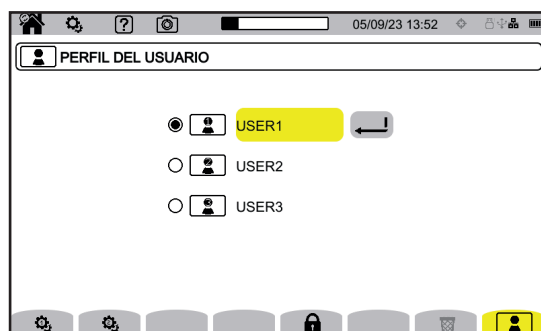 05/09/23 13:52
PERFIL DEL USUARIO
USER1
USER2
USER3